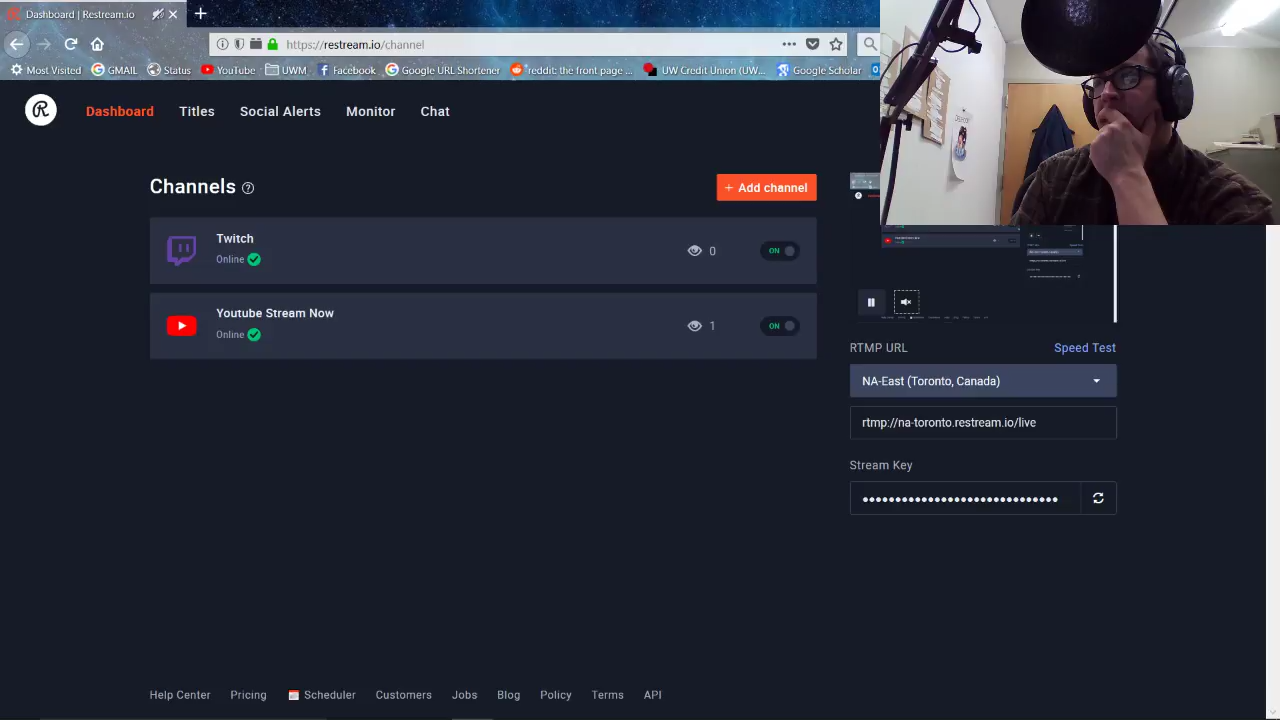 Dashboard | Restream.io
https://restream.io/channel
Most Visited
GMAIL
Status
YouTube
UWM
Facebook
Google URL Shortener
reddit: the front page ...
UW Credit Union (UW...
Google Scholar
Dashboard
Titles
Social Alerts
Monitor
Chat
Channels ?
+ Add channel
Twitch
Online
0
ON
Youtube Stream Now
Online
1
ON
RTMP URL
Speed Test
NA-East (Toronto, Canada)
rtmp://na-toronto.restream.io/live
Stream Key
Help Center
Pricing
Scheduler
Customers
Jobs
Blog
Policy
Terms
API